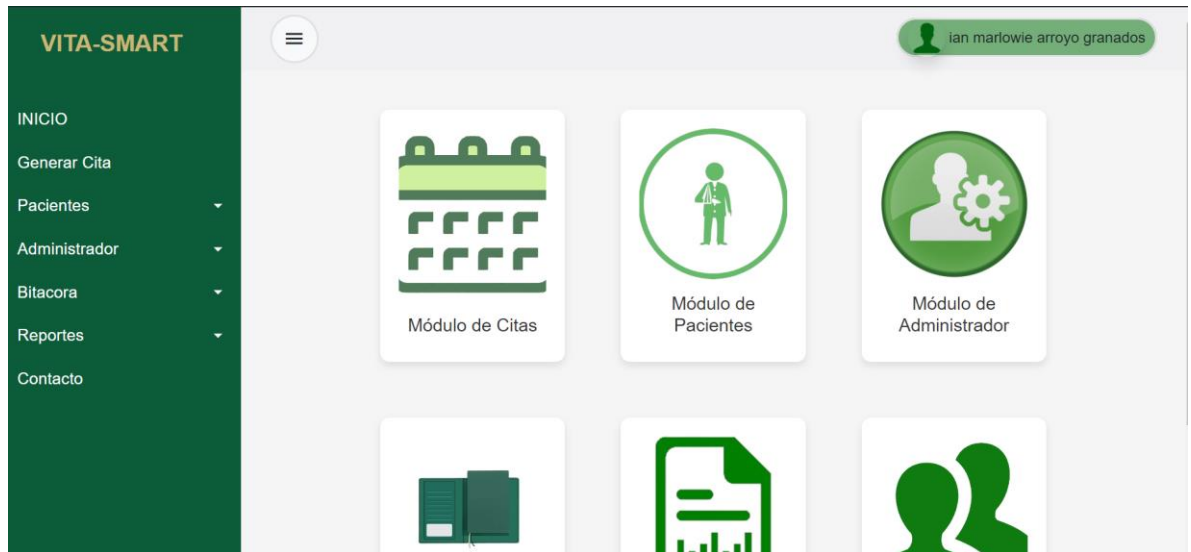 VITA-SMART
ian marlowie arroyo granados
INICIO
Generar Cita
Pacientes
Administrador
Bitacora
Reportes
Contacto
Módulo de Citas
Módulo de
Pacientes
Módulo de
Administrador